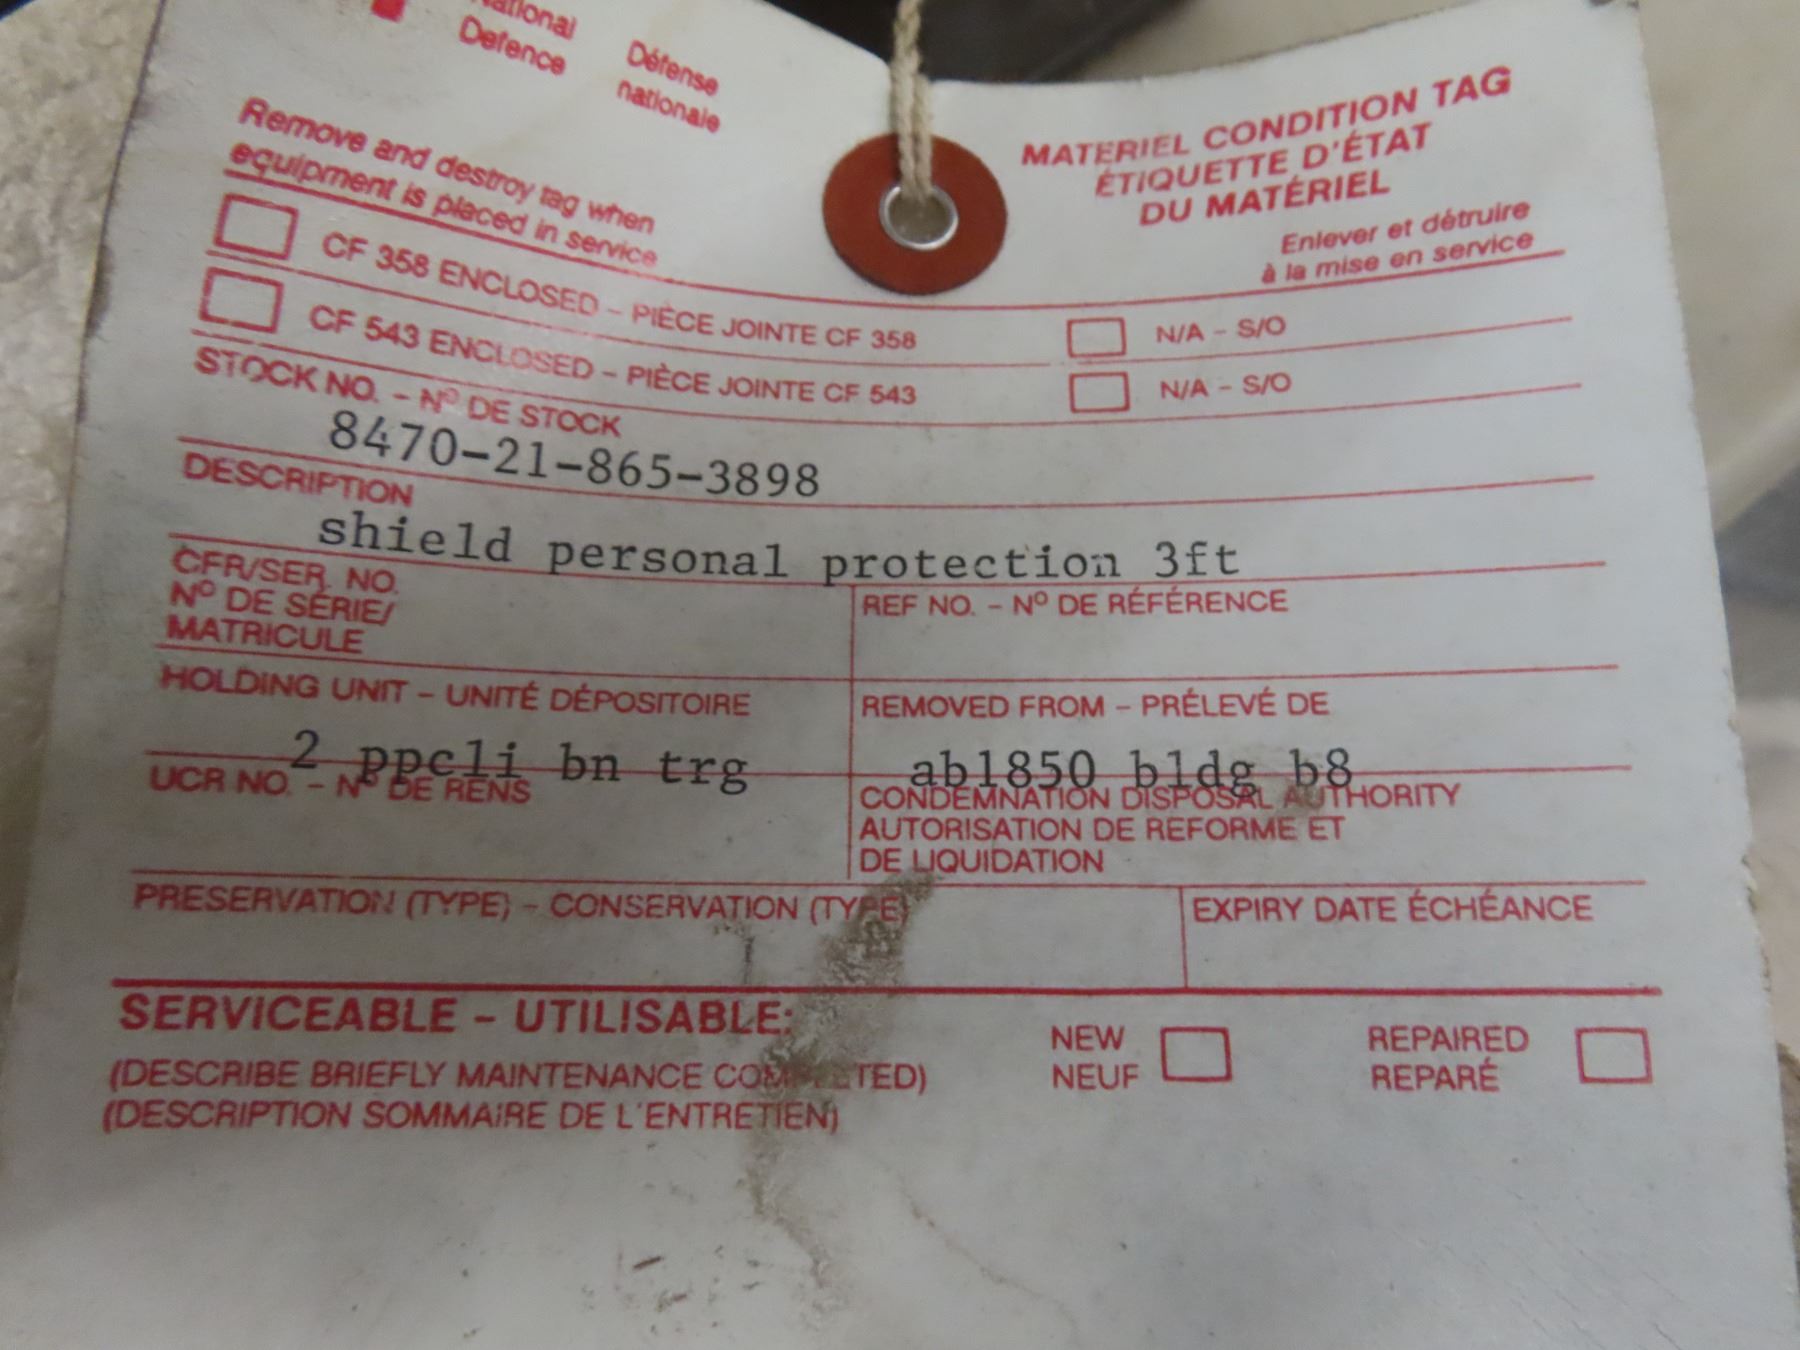 National
Defence
Défense
nationale
Remove and destroy tag when
equipment is placed in service
MATERIEL CONDITION TAG
ÉTIQUETTE D'ÉTAT
DU MATÉRIEL
Enlever et détruire
à la mise en service
CF 358 ENCLOSED – PIÈCE JOINTE CF 358
N/A – S/O
CF 543 ENCLOSED – PIÈCE JOINTE CF 543
N/A – S/O
STOCK NO. – Nº DE STOCK
8470-21-865-3898
DESCRIPTION
shield personal protection 3ft
CFR/SER. NO.
Nº DE SÉRIE/
MATRICULE
REF NO. – Nº DE RÉFÉRENCE
HOLDING UNIT – UNITÉ DÉPOSITOIRE
2 ppcli bn trg
REMOVED FROM – PRÉLEVÉ DE
ab1850 bldg b8
UCR NO. – Nº DE RENS
CONDEMNATION DISPOSAL AUTHORITY
AUTORISATION DE REFORME ET
DE LIQUIDATION
PRESERVATION (TYPE) – CONSERVATION (TYPE)
EXPIRY DATE ÉCHÉANCE
SERVICEABLE – UTILISABLE:
(DESCRIBE BRIEFLY MAINTENANCE COMPLETED)
(DESCRIPTION SOMMAIRE DE L'ENTRETIEN)
NEW
NEUF
REPAIRED
REPARÉ